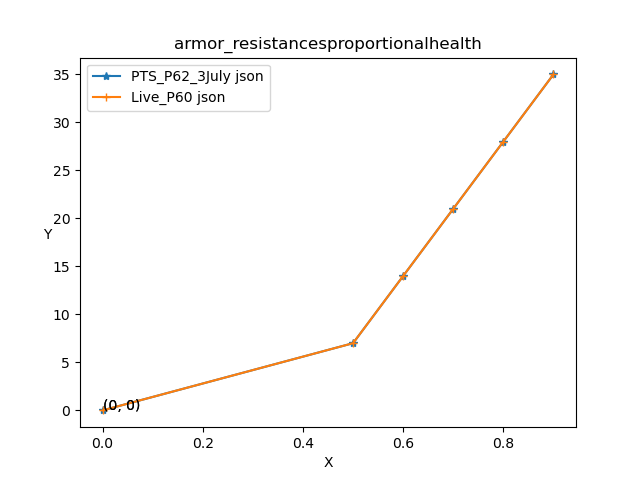 armor_resistancesproportionalhealth
PTS_P62_3July json
Live_P60 json
35
30
25
20
15
10
5
0
Y
(0, 0)
0.0 0.2 0.4 0.6 0.8
X